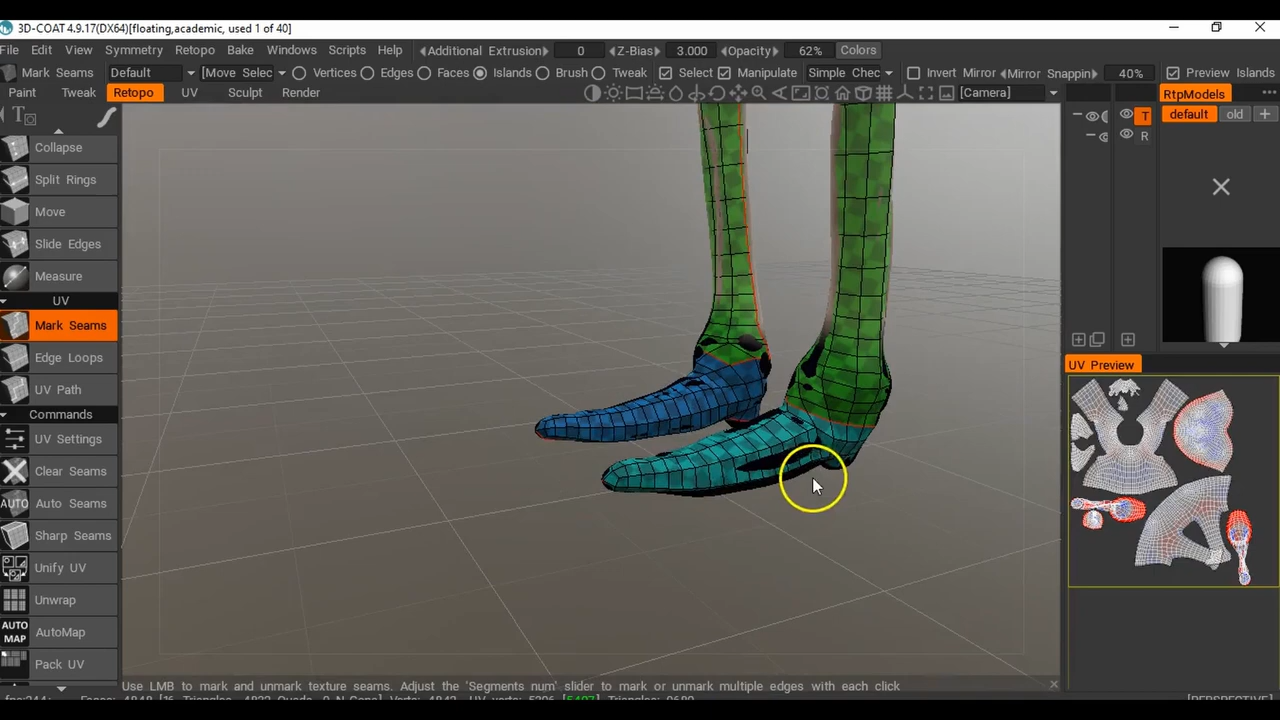 3D-COAT 4.9.17(DX64)[floating,academic, used 1 of 40]
File Edit View Symmetry Retopo Bake Windows Scripts Help Additional Extrusion 0 Z-Bias 3.000 Opacity 62% Colors
Mark Seams Default [Move Selec Vertices Edges Faces Islands Brush Tweak Select Manipulate Simple Chec Invert Mirror Mirror Snappin 40% Preview Islands
Paint Tweak Retopo UV Sculpt Render [Camera] RtpModels
T default old +
R
Collapse
Split Rings
Move
Slide Edges
Measure
UV
Mark Seams
Edge Loops
UV Preview
UV Path
Commands
UV Settings
Clear Seams
AUTO Auto Seams
Sharp Seams
Unify UV
Unwrap
AUTO MAP AutoMap
Pack UV
Use LMB to mark and unmark texture seams. Adjust the 'Segments num' slider to mark or unmark multiple edges with each click